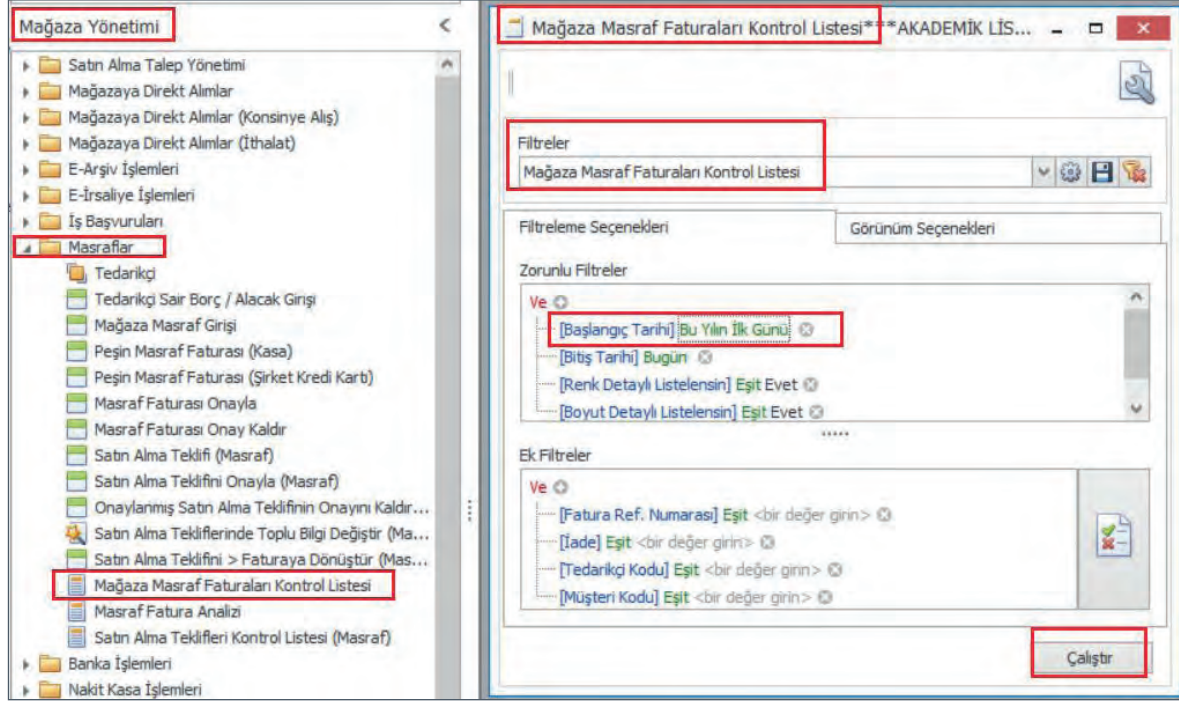 Mağaza Yönetimi
Satın Alma Talep Yönetimi
Mağazaya Direkt Alımlar
Mağazaya Direkt Alımlar (Konsinye Alış)
Mağazaya Direkt Alımlar (İthalat)
E-Arşiv İşlemleri
E-İrsaliye İşlemleri
İş Başvuruları
Masraflar
Tedarikçi
Tedarikçi Sair Borç / Alacak Girişi
Mağaza Masraf Girişi
Peşin Masraf Faturası (Kasa)
Peşin Masraf Faturası (Şirket Kredi Kartı)
Masraf Faturası Onayla
Masraf Faturası Onay Kaldır
Satın Alma Teklifi (Masraf)
Satın Alma Teklifini Onayla (Masraf)
Onaylanmış Satın Alma Teklifinin Onayını Kaldır...
Satın Alma Tekliflerinde Toplu Bilgi Değiştir (Ma...
Satın Alma Teklifini > Faturaya Dönüştür (Mas...
Mağaza Masraf Faturaları Kontrol Listesi
Masraf Fatura Analizi
Satın Alma Teklifleri Kontrol Listesi (Masraf)
Banka İşlemleri
Nakit Kasa İşlemleri
Mağaza Masraf Faturaları Kontrol Listesi***AKADEMİK LİS...
Filtreler
Mağaza Masraf Faturaları Kontrol Listesi
Filtreleme Seçenekleri
Görünüm Seçenekleri
Zorunlu Filtreler
Ve
[Başlangıç Tarihi] Bu Yılın İlk Günü
[Bitiş Tarihi] Bugün
[Renk Detaylı Listelensin] Eşit Evet
[Boyut Detaylı Listelensin] Eşit Evet
Ek Filtreler
Ve
[Fatura Ref. Numarası] Eşit <bir değer girin>
[İade] Eşit <bir değer girin>
[Tedarikçi Kodu] Eşit <bir değer girin>
[Müşteri Kodu] Eşit <bir değer girin>
Çalıştır